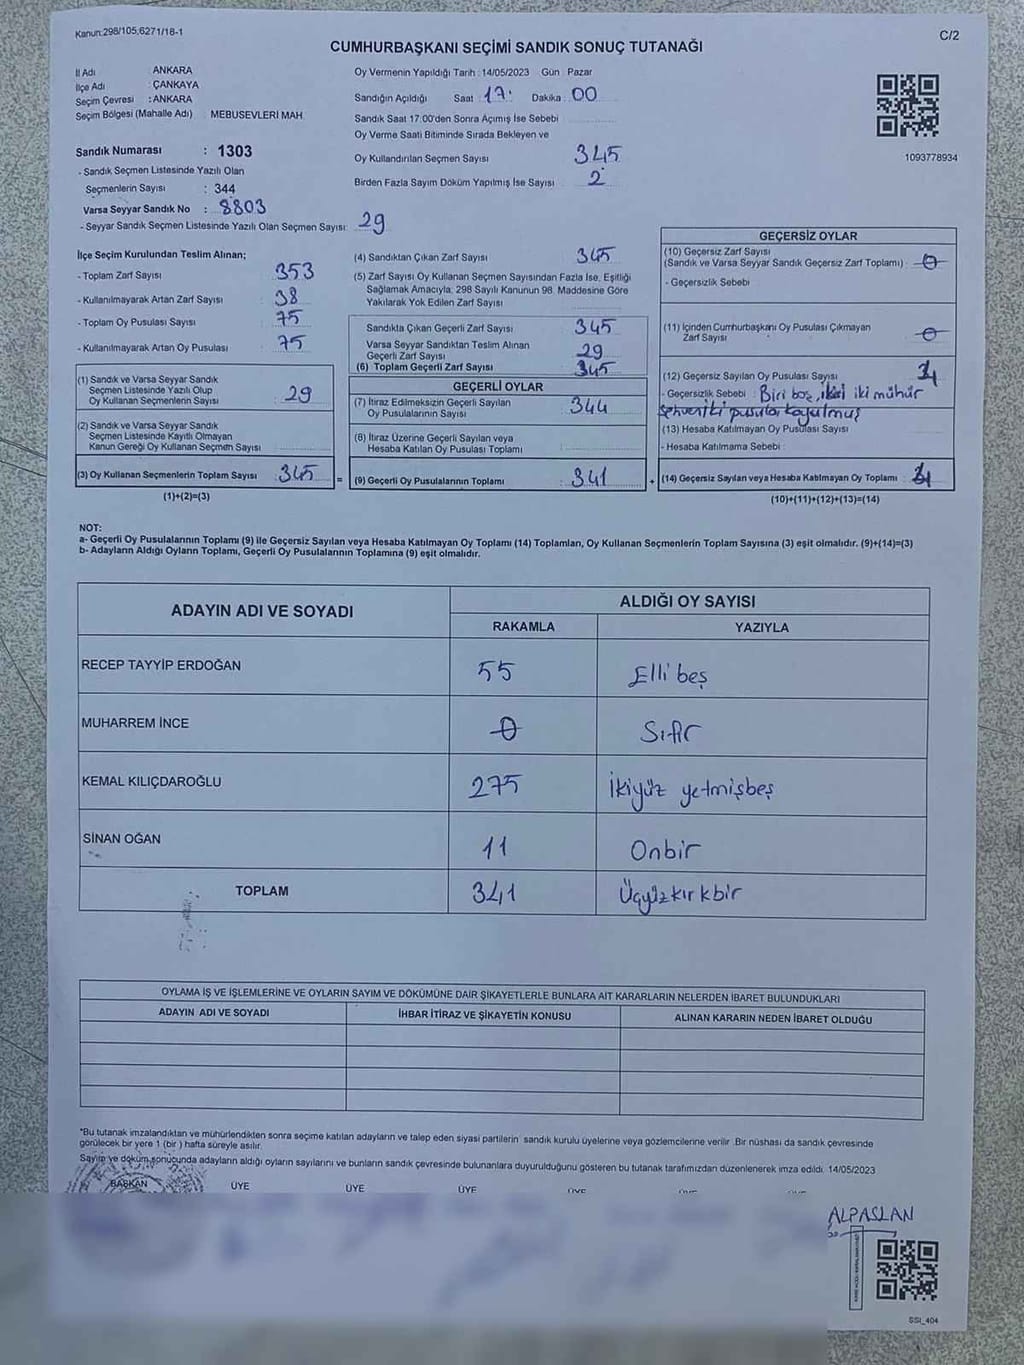 Kanun:298/105,6271/18-1
C/2
CUMHURBAŞKANI SEÇİMİ SANDIK SONUÇ TUTANAĞI
İl Adı : ANKARA
İlçe Adı : ÇANKAYA
Seçim Çevresi : ANKARA
Seçim Bölgesi (Mahalle Adı) : MEBUSEVLERİ MAH.
Sandık Numarası : 1303
- Sandık Seçmen Listesinde Yazılı Olan
Seçmenlerin Sayısı : 344
Varsa Seyyar Sandık No : 8803
- Seyyar Sandık Seçmen Listesinde Yazılı Olan Seçmen Sayısı: 29
Oy Vermenin Yapıldığı Tarih : 14/05/2023 Gün : Pazar
Sandığın Açıldığı Saat : 17 Dakika : 00
Sandık Saat 17:00'den Sonra Açımış İse Sebebi
Oy Verme Saati Bitiminde Sırada Bekleyen ve
Oy Kullandırılan Seçmen Sayısı 345
Birden Fazla Sayım Döküm Yapılmış İse Sayısı 2
1093778934
İlçe Seçim Kurulundan Teslim Alınan;
- Toplam Zarf Sayısı 353
- Kullanılmayarak Artan Zarf Sayısı 38
- Toplam Oy Pusulası Sayısı 75
- Kullanılmayarak Artan Oy Pusulası 75
(1) Sandık ve Varsa Seyyar Sandık
Seçmen Listesinde Yazılı Olup
Oy Kullanan Seçmenlerin Sayısı 29
(2) Sandık ve Varsa Seyyar Sandık
Seçmen Listesinde Kayıtlı Olmayan
Kanun Gereği Oy Kullanan Seçmen Sayısı
(3) Oy Kullanan Seçmenlerin Toplam Sayısı : 345
(1)+(2)=(3)
(4) Sandıktan Çıkan Zarf Sayısı 345
(5) Zarf Sayısı Oy Kullanan Seçmen Sayısından Fazla İse, Eşitliği
Sağlamak Amacıyla, 298 Sayılı Kanunun 98. Maddesine Göre
Yakılarak Yok Edilen Zarf Sayısı
Sandıkta Çıkan Geçerli Zarf Sayısı 345
Varsa Seyyar Sandıktan Teslim Alınan
Geçerli Zarf Sayısı 29
(6) Toplam Geçerli Zarf Sayısı 345
GEÇERLİ OYLAR
(7) İtiraz Edilmeksizin Geçerli Sayılan
Oy Pusulalarının Sayısı 344
(8) İtiraz Üzerine Geçerli Sayılan veya
Hesaba Katılan Oy Pusulası Toplamı
= (9) Geçerli Oy Pusulalarının Toplamı : 341 +
GEÇERSİZ OYLAR
(10) Geçersiz Zarf Sayısı
(Sandık ve Varsa Seyyar Sandık Geçersiz Zarf Toplamı) : 0
- Geçersizlik Sebebi
(11) İçinden Cumhurbaşkanı Oy Pusulası Çıkmayan
Zarf Sayısı 0
(12) Geçersiz Sayılan Oy Pusulası Sayısı 4
- Geçersizlik Sebebi : Biri boş, ikisi iki mühür
sehven iki pusula koyulmuş
(13) Hesaba Katılmayan Oy Pusulası Sayısı
- Hesaba Katılmama Sebebi :
(14) Geçersiz Sayılan veya Hesaba Katılmayan Oy Toplamı : 4
(10)+(11)+(12)+(13)=(14)
NOT:
a- Geçerli Oy Pusulalarının Toplamı (9) ile Geçersiz Sayılan veya Hesaba Katılmayan Oy Toplamı (14) Toplamları, Oy Kullanan Seçmenlerin Toplam Sayısına (3) eşit olmalıdır. (9)+(14)=(3)
b- Adayların Aldığı Oyların Toplamı, Geçerli Oy Pusulalarının Toplamına (9) eşit olmalıdır.
ADAYIN ADI VE SOYADI
ALDIĞI OY SAYISI
RAKAMLA YAZIYLA
RECEP TAYYİP ERDOĞAN 55 Elli beş
MUHARREM İNCE 0 Sıfır
KEMAL KILIÇDAROĞLU 275 İkiyüz yetmişbeş
SİNAN OĞAN 11 Onbir
TOPLAM 341 Üçyüzkırkbir
OYLAMA İŞ VE İŞLEMLERİNE VE OYLARIN SAYIM VE DÖKÜMÜNE DAİR ŞİKAYETLERLE BUNLARA AİT KARARLARIN NELERDEN İBARET BULUNDUKLARI
ADAYIN ADI VE SOYADI İHBAR İTİRAZ VE ŞİKAYETİN KONUSU ALINAN KARARIN NEDEN İBARET OLDUĞU
*Bu tutanak imzalandıktan ve mühürlendikten sonra seçime katılan adayların ve talep eden siyasi partilerin sandık kurulu üyelerine veya gözlemcilerine verilir. Bir nüshası da sandık çevresinde
görülecek bir yere 1 (bir) hafta süreyle asılır.
Sayım ve döküm sonucunda adayların aldığı oyların sayılarını ve bunların sandık çevresinde bulunanlara duyurulduğunu gösteren bu tutanak tarafımızdan düzenlenerek imza edildi. 14/05/2023
BAŞKAN ÜYE ÜYE ÜYE
ALPASLAN
SSI_404